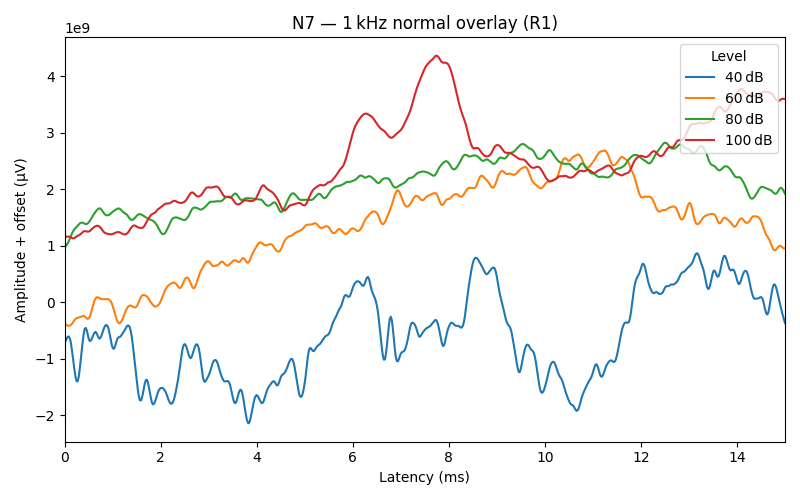 N7 — 1 kHz normal overlay (R1)
1e9
Level
40 dB
60 dB
80 dB
100 dB
Amplitude + offset (µV)
4
3
2
1
0
−1
−2
0 2 4 6 8 10 12 14
Latency (ms)